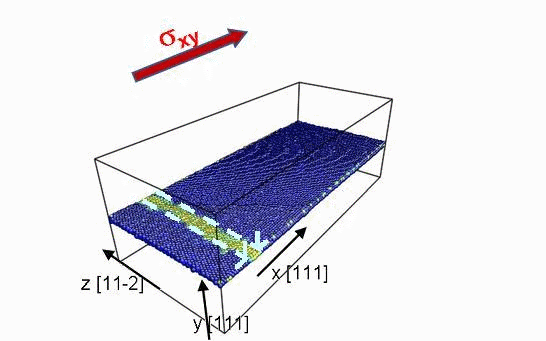 σxy
z [11-2]
x [111]
y [111]